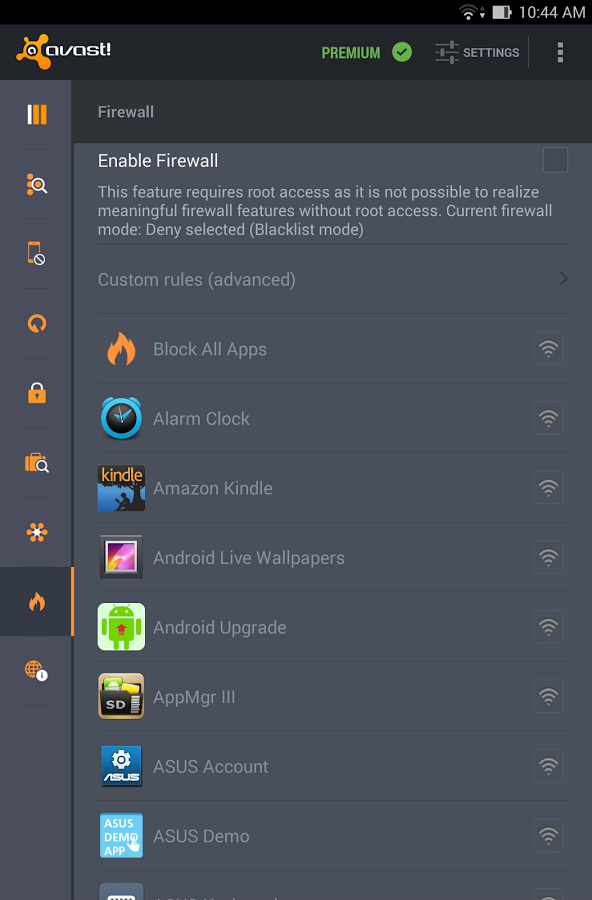 10:44 AM
avast!
PREMIUM
SETTINGS
Firewall
Enable Firewall
This feature requires root access as it is not possible to realize
meaningful firewall features without root access. Current firewall
mode: Deny selected (Blacklist mode)
Custom rules (advanced)
Block All Apps
Alarm Clock
kindle
Amazon Kindle
Android Live Wallpapers
Android Upgrade
SD
AppMgr III
ASUS
ASUS Account
ASUS
DEMO
APP
ASUS Demo